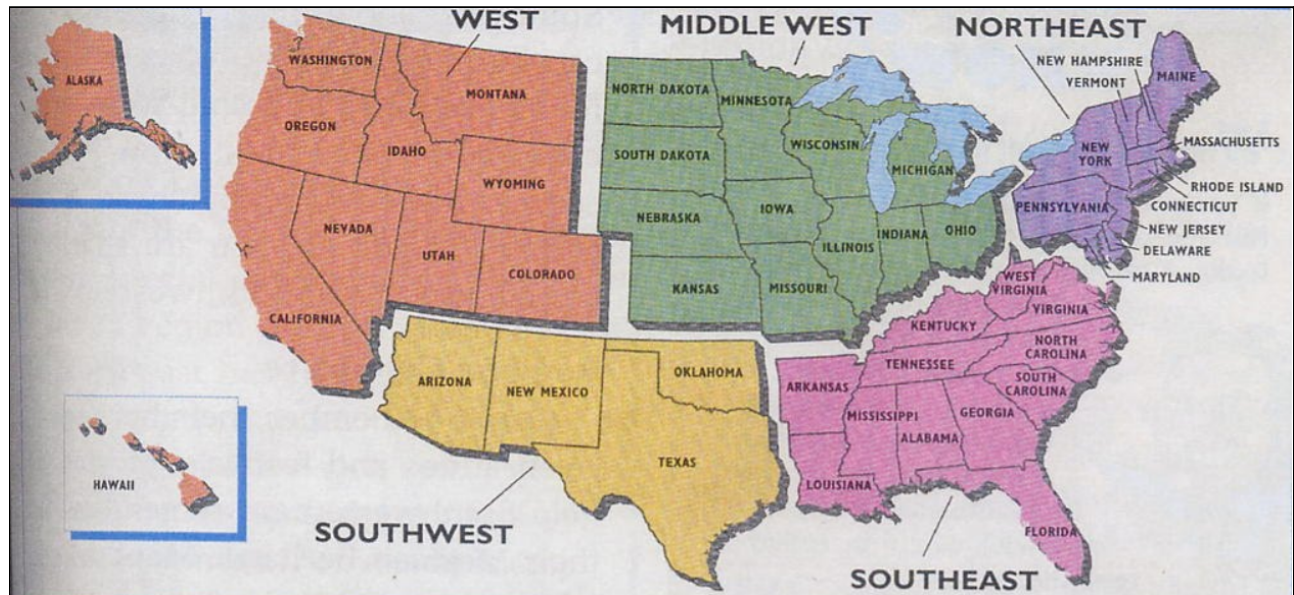 WEST
MIDDLE WEST
NORTHEAST
ALASKA
WASHINGTON
MONTANA
OREGON
IDAHO
WYOMING
NEVADA
UTAH
COLORADO
CALIFORNIA
HAWAII
NORTH DAKOTA
MINNESOTA
SOUTH DAKOTA
WISCONSIN
MICHIGAN
NEBRASKA
IOWA
ILLINOIS
INDIANA
OHIO
KANSAS
MISSOURI
NEW HAMPSHIRE
VERMONT
MAINE
MASSACHUSETTS
NEW
YORK
RHODE ISLAND
CONNECTICUT
PENNSYLVANIA
NEW JERSEY
DELAWARE
MARYLAND
ARIZONA
NEW MEXICO
OKLAHOMA
TEXAS
SOUTHWEST
WEST
VIRGINIA
VIRGINIA
KENTUCKY
NORTH
CAROLINA
TENNESSEE
SOUTH
CAROLINA
ARKANSAS
MISSISSIPPI
ALABAMA
GEORGIA
LOUISIANA
FLORIDA
SOUTHEAST